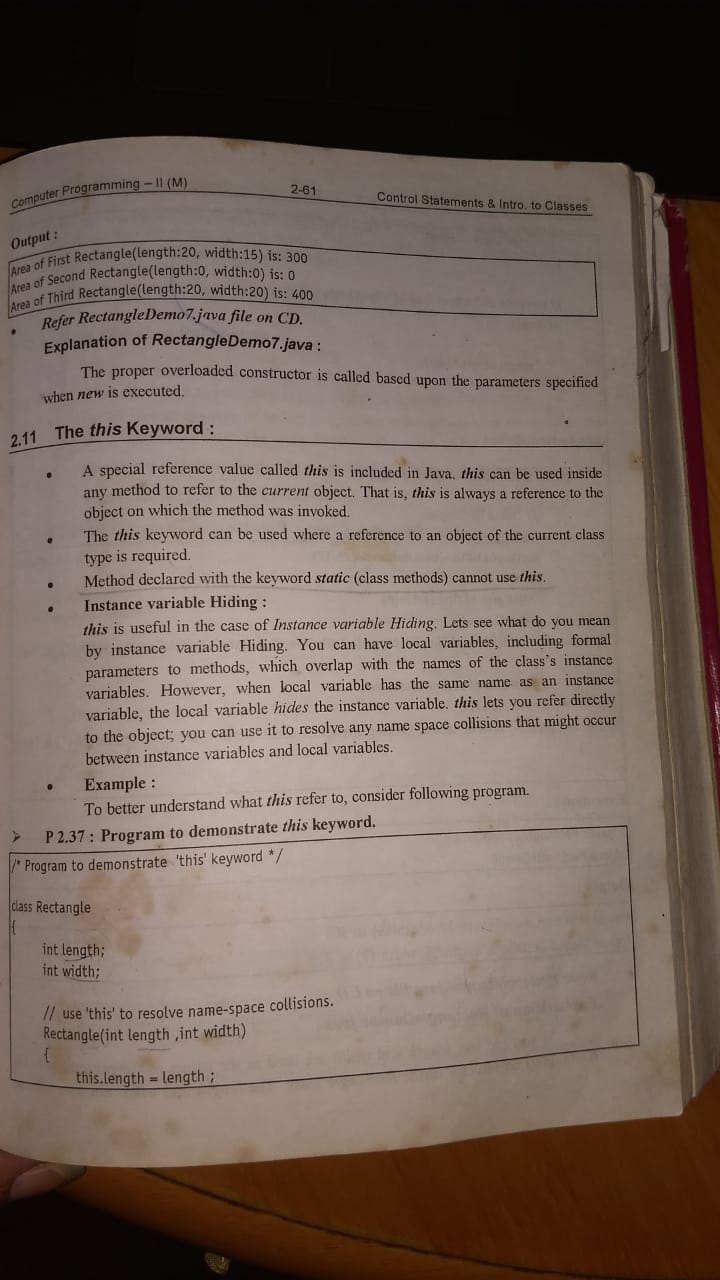 Computer Programming – II (M) 2-61 Control Statements & Intro. to Classes
Output :
Area of First Rectangle(length:20, width:15) is: 300
Area of Second Rectangle(length:0, width:0) is: 0
Area of Third Rectangle(length:20, width:20) is: 400
• Refer RectangleDemo7.java file on CD.
Explanation of RectangleDemo7.java :
The proper overloaded constructor is called based upon the parameters specified
when new is executed.
2.11 The this Keyword :
• A special reference value called this is included in Java. this can be used inside
any method to refer to the current object. That is, this is always a reference to the
object on which the method was invoked.
• The this keyword can be used where a reference to an object of the current class
type is required.
• Method declared with the keyword static (class methods) cannot use this.
• Instance variable Hiding :
this is useful in the case of Instance variable Hiding. Lets see what do you mean
by instance variable Hiding. You can have local variables, including formal
parameters to methods, which overlap with the names of the class's instance
variables. However, when local variable has the same name as an instance
variable, the local variable hides the instance variable. this lets you refer directly
to the object; you can use it to resolve any name space collisions that might occur
between instance variables and local variables.
• Example :
To better understand what this refer to, consider following program.
➢ P 2.37 : Program to demonstrate this keyword.
/* Program to demonstrate 'this' keyword */
class Rectangle
{
int length;
int width;
// use 'this' to resolve name-space collisions.
Rectangle(int length ,int width)
{
this.length = length ;